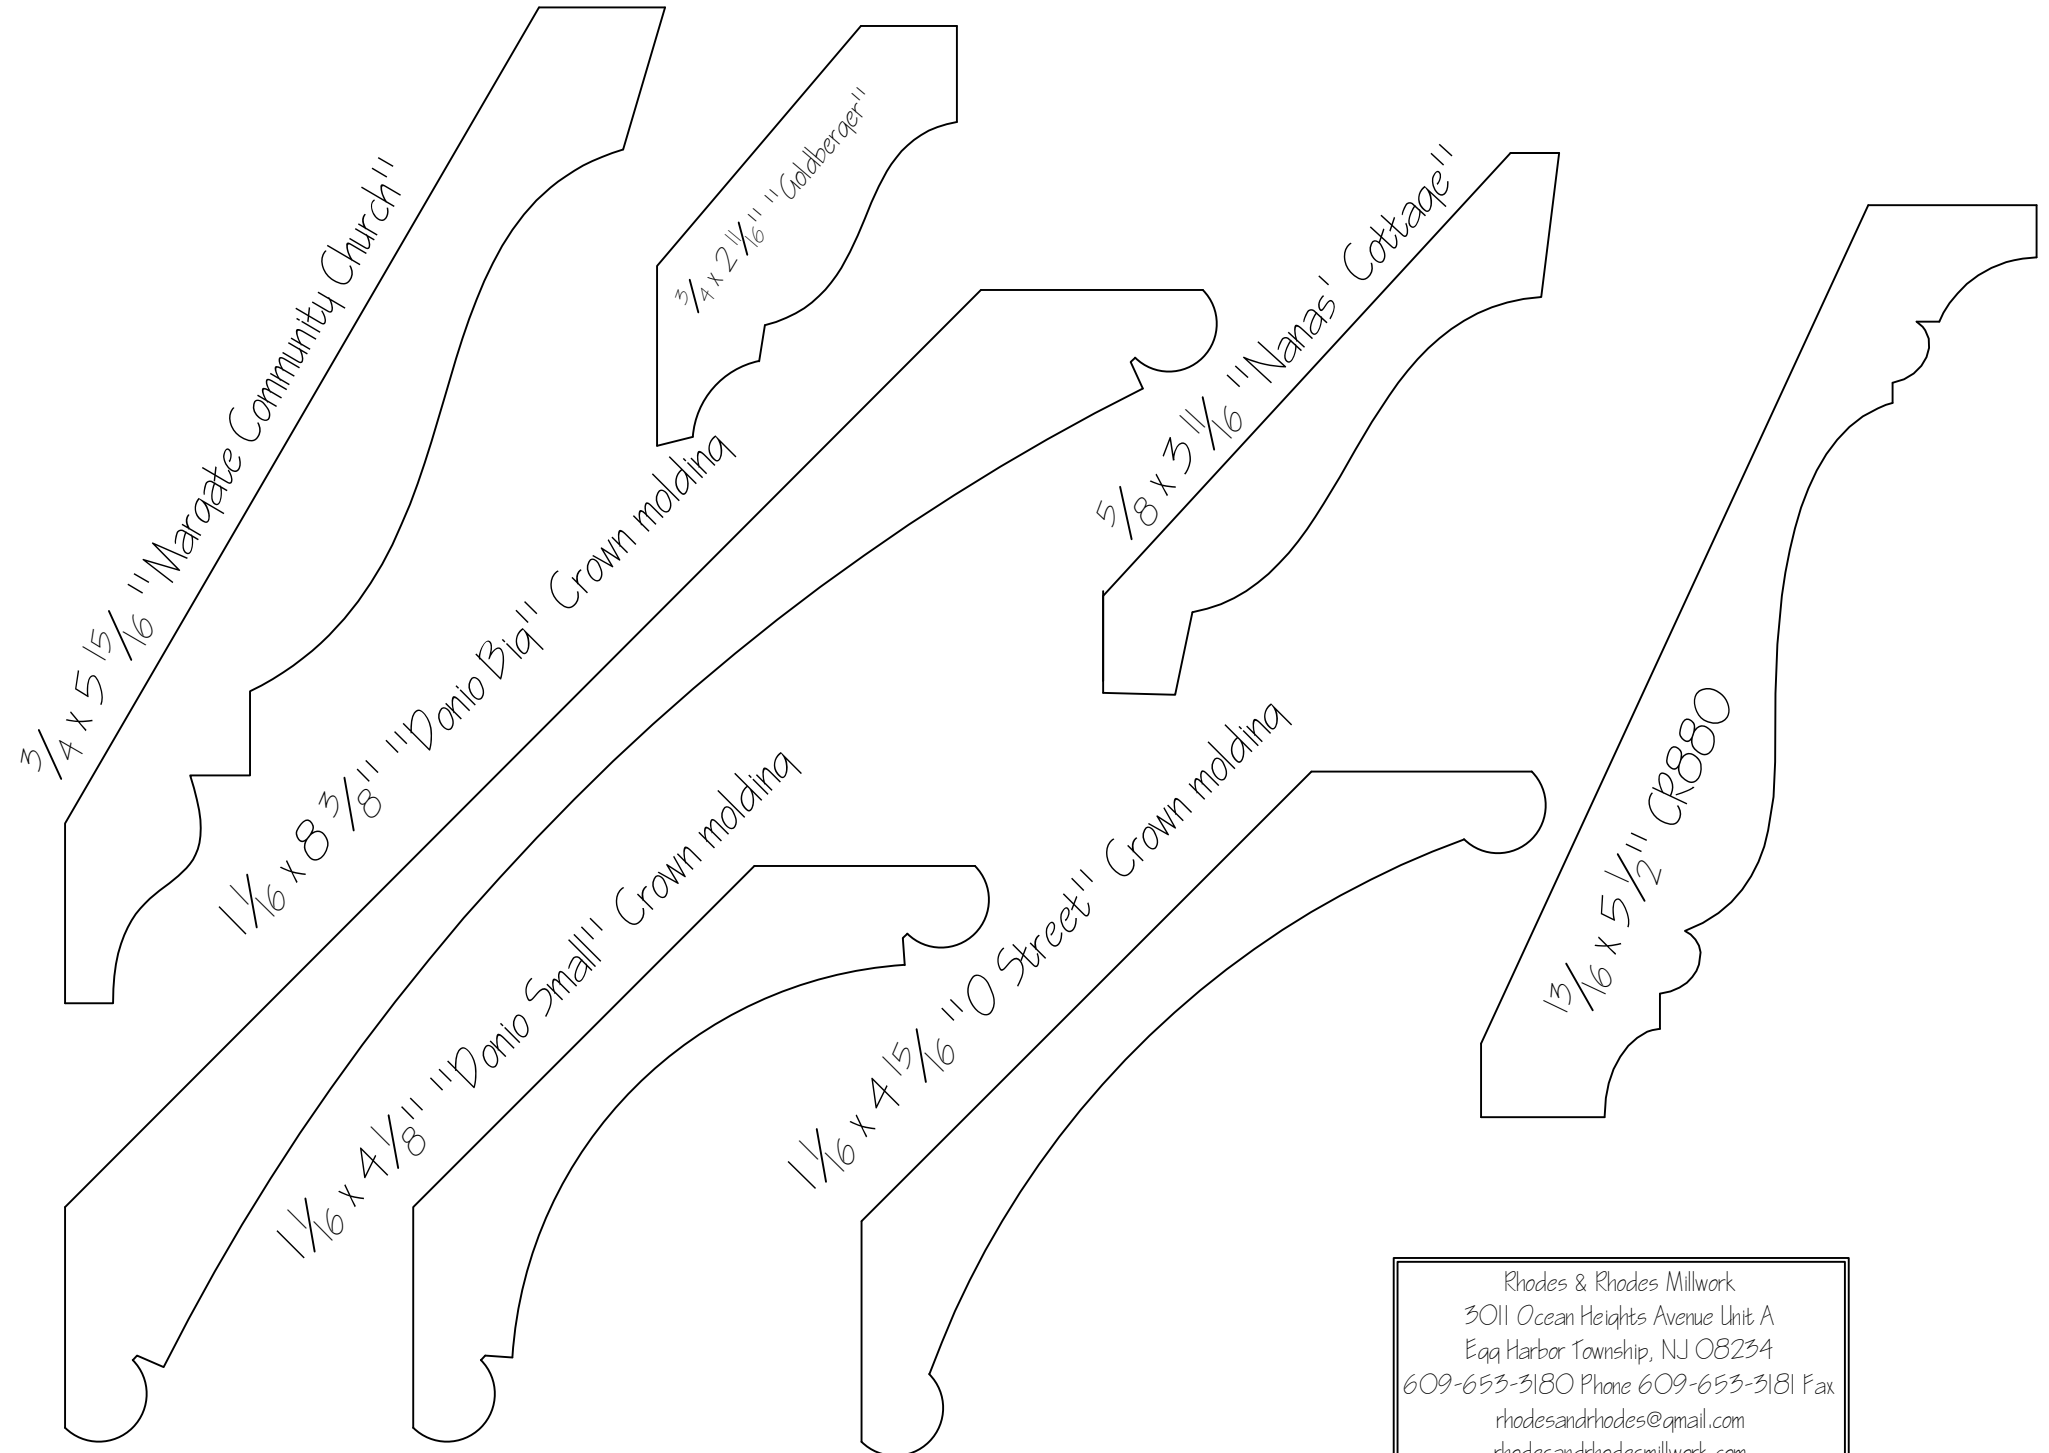 3/4 x 5 15/16 "Margate Community Church"
3/4 x 2 11/16" "Goldberger"
5/8 x 3 11/16 "Nanas' Cottage"
1 1/16 x 8 3/8" "Donio Big" Crown molding
1 1/16 x 4 1/8" "Donio Small" Crown molding
1 1/16 x 4 15/16 "O Street" Crown molding
13/16 x 5 1/2" CR880
Rhodes & Rhodes Millwork
3011 Ocean Heights Avenue Unit A
Egg Harbor Township, NJ 08234
609-653-3180 Phone 609-653-3181 Fax
rhodesandrhodes@gmail.com
rhodesandrhodesmillwork.com